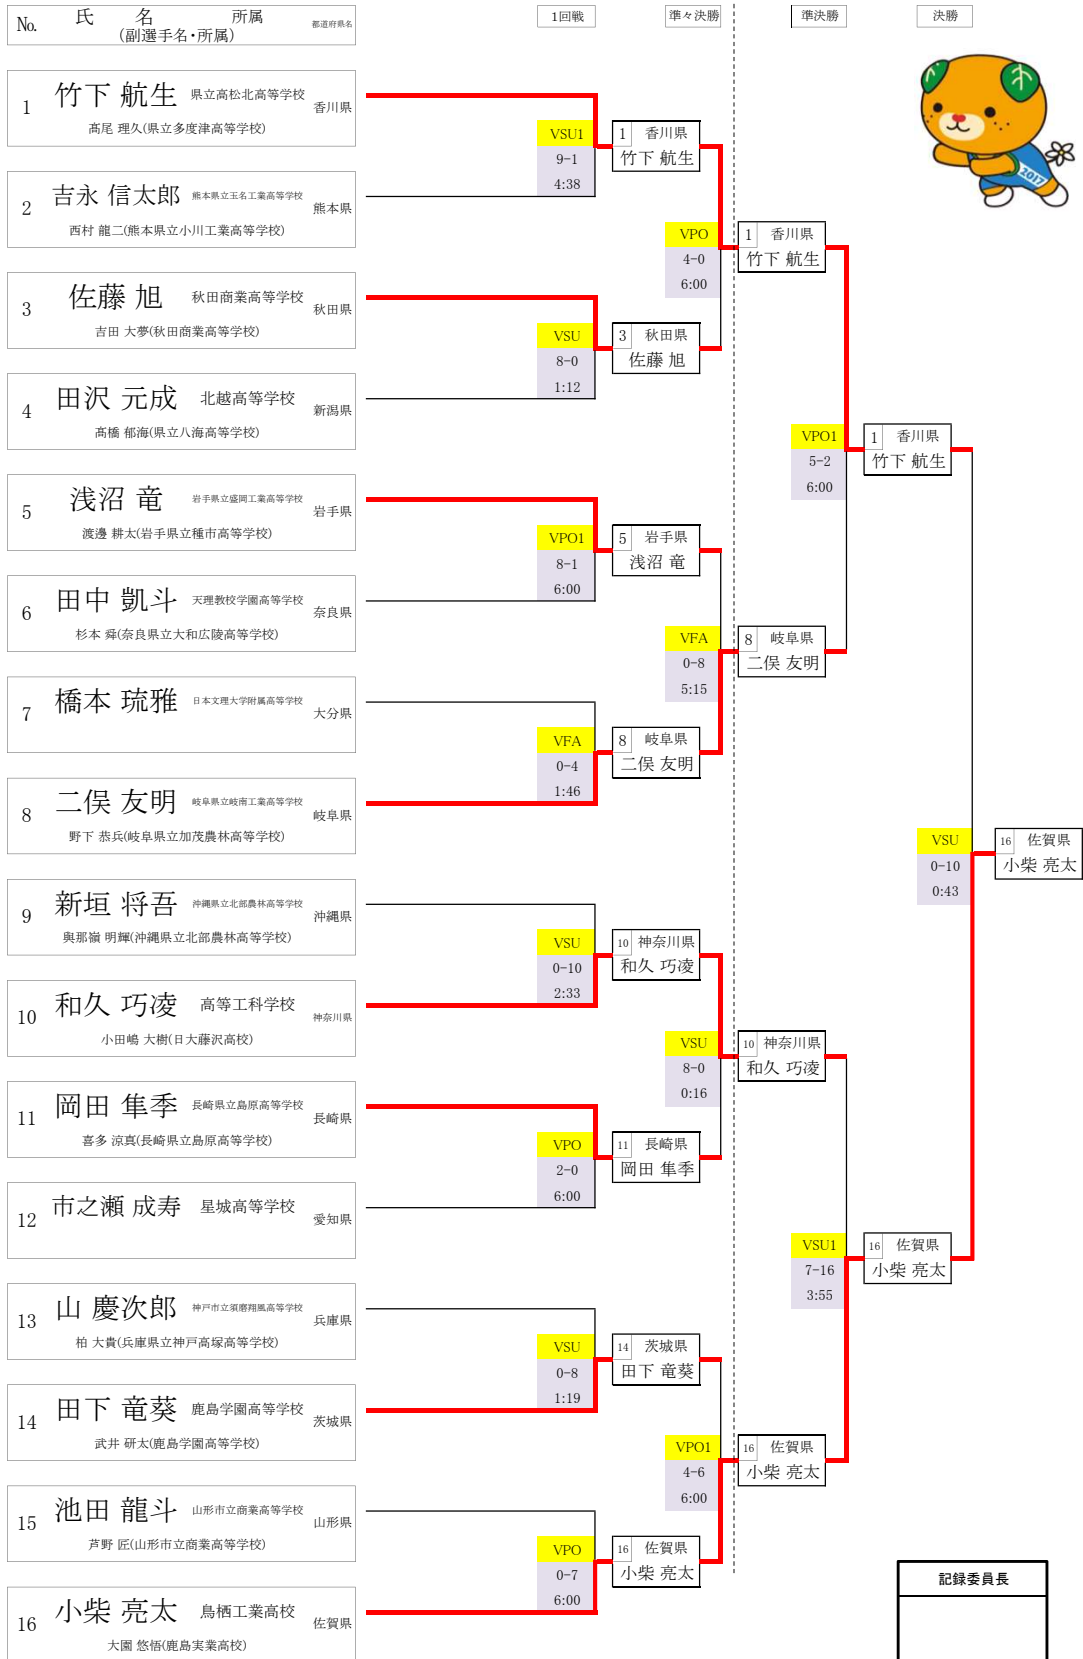 No. 氏 名 所属 都道府県名
(副選手名・所属)
1回戦 準々決勝 準決勝 決勝
1 竹下 航生 県立高松北高等学校 香川県
髙尾 理久(県立多度津高等学校)
2 吉永 信太郎 熊本県立玉名工業高等学校 熊本県
西村 龍二(熊本県立小川工業高等学校)
3 佐藤 旭 秋田商業高等学校 秋田県
吉田 大夢(秋田商業高等学校)
4 田沢 元成 北越高等学校 新潟県
髙橋 郁海(県立八海高等学校)
5 浅沼 竜 岩手県立盛岡工業高等学校 岩手県
渡邊 耕太(岩手県立種市高等学校)
6 田中 凱斗 天理教校学園高等学校 奈良県
杉本 舜(奈良県立大和広陵高等学校)
7 橋本 琉雅 日本文理大学附属高等学校 大分県
8 二俣 友明 岐阜県立岐南工業高等学校 岐阜県
野下 恭兵(岐阜県立加茂農林高等学校)
9 新垣 将吾 沖縄県立北部農林高等学校 沖縄県
與那嶺 明輝(沖縄県立北部農林高等学校)
10 和久 巧凌 高等工科学校 神奈川県
小田嶋 大樹(日大藤沢高校)
11 岡田 隼季 長崎県立島原高等学校 長崎県
喜多 涼真(長崎県立島原高等学校)
12 市之瀬 成寿 星城高等学校 愛知県
13 山 慶次郎 神戸市立須磨翔風高等学校 兵庫県
柏 大貴(兵庫県立神戸高塚高等学校)
14 田下 竜葵 鹿島学園高等学校 茨城県
武井 研太(鹿島学園高等学校)
15 池田 龍斗 山形市立商業高等学校 山形県
芦野 匠(山形市立商業高等学校)
16 小柴 亮太 鳥栖工業高校 佐賀県
大園 悠悟(鹿島実業高校)
VSU1
9-1
4:38
VSU
8-0
1:12
VPO1
8-1
6:00
VFA
0-4
1:46
VSU
0-10
2:33
VPO
2-0
6:00
VSU
0-8
1:19
VPO
0-7
6:00
1 香川県
竹下 航生
3 秋田県
佐藤 旭
5 岩手県
浅沼 竜
8 岐阜県
二俣 友明
10 神奈川県
和久 巧凌
11 長崎県
岡田 隼季
14 茨城県
田下 竜葵
16 佐賀県
小柴 亮太
VPO
4-0
6:00
VFA
0-8
5:15
VSU
8-0
0:16
VPO1
4-6
6:00
1 香川県
竹下 航生
8 岐阜県
二俣 友明
10 神奈川県
和久 巧凌
16 佐賀県
小柴 亮太
VPO1
5-2
6:00
VSU1
7-16
3:55
1 香川県
竹下 航生
16 佐賀県
小柴 亮太
VSU
0-10
0:43
16 佐賀県
小柴 亮太
2017
記録委員長